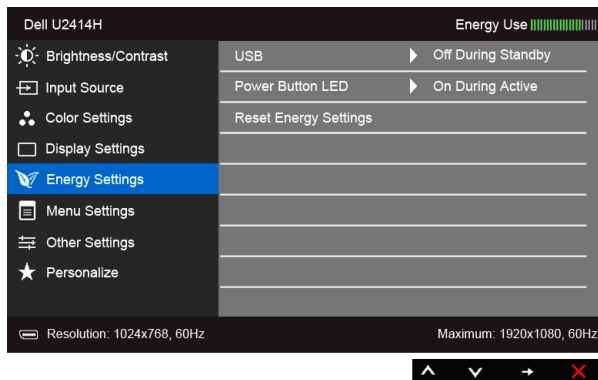 Dell U2414H Energy Use
Brightness/Contrast USB Off During Standby
Input Source Power Button LED On During Active
Color Settings Reset Energy Settings
Display Settings
Energy Settings
Menu Settings
Other Settings
Personalize
Resolution: 1024x768, 60Hz Maximum: 1920x1080, 60Hz